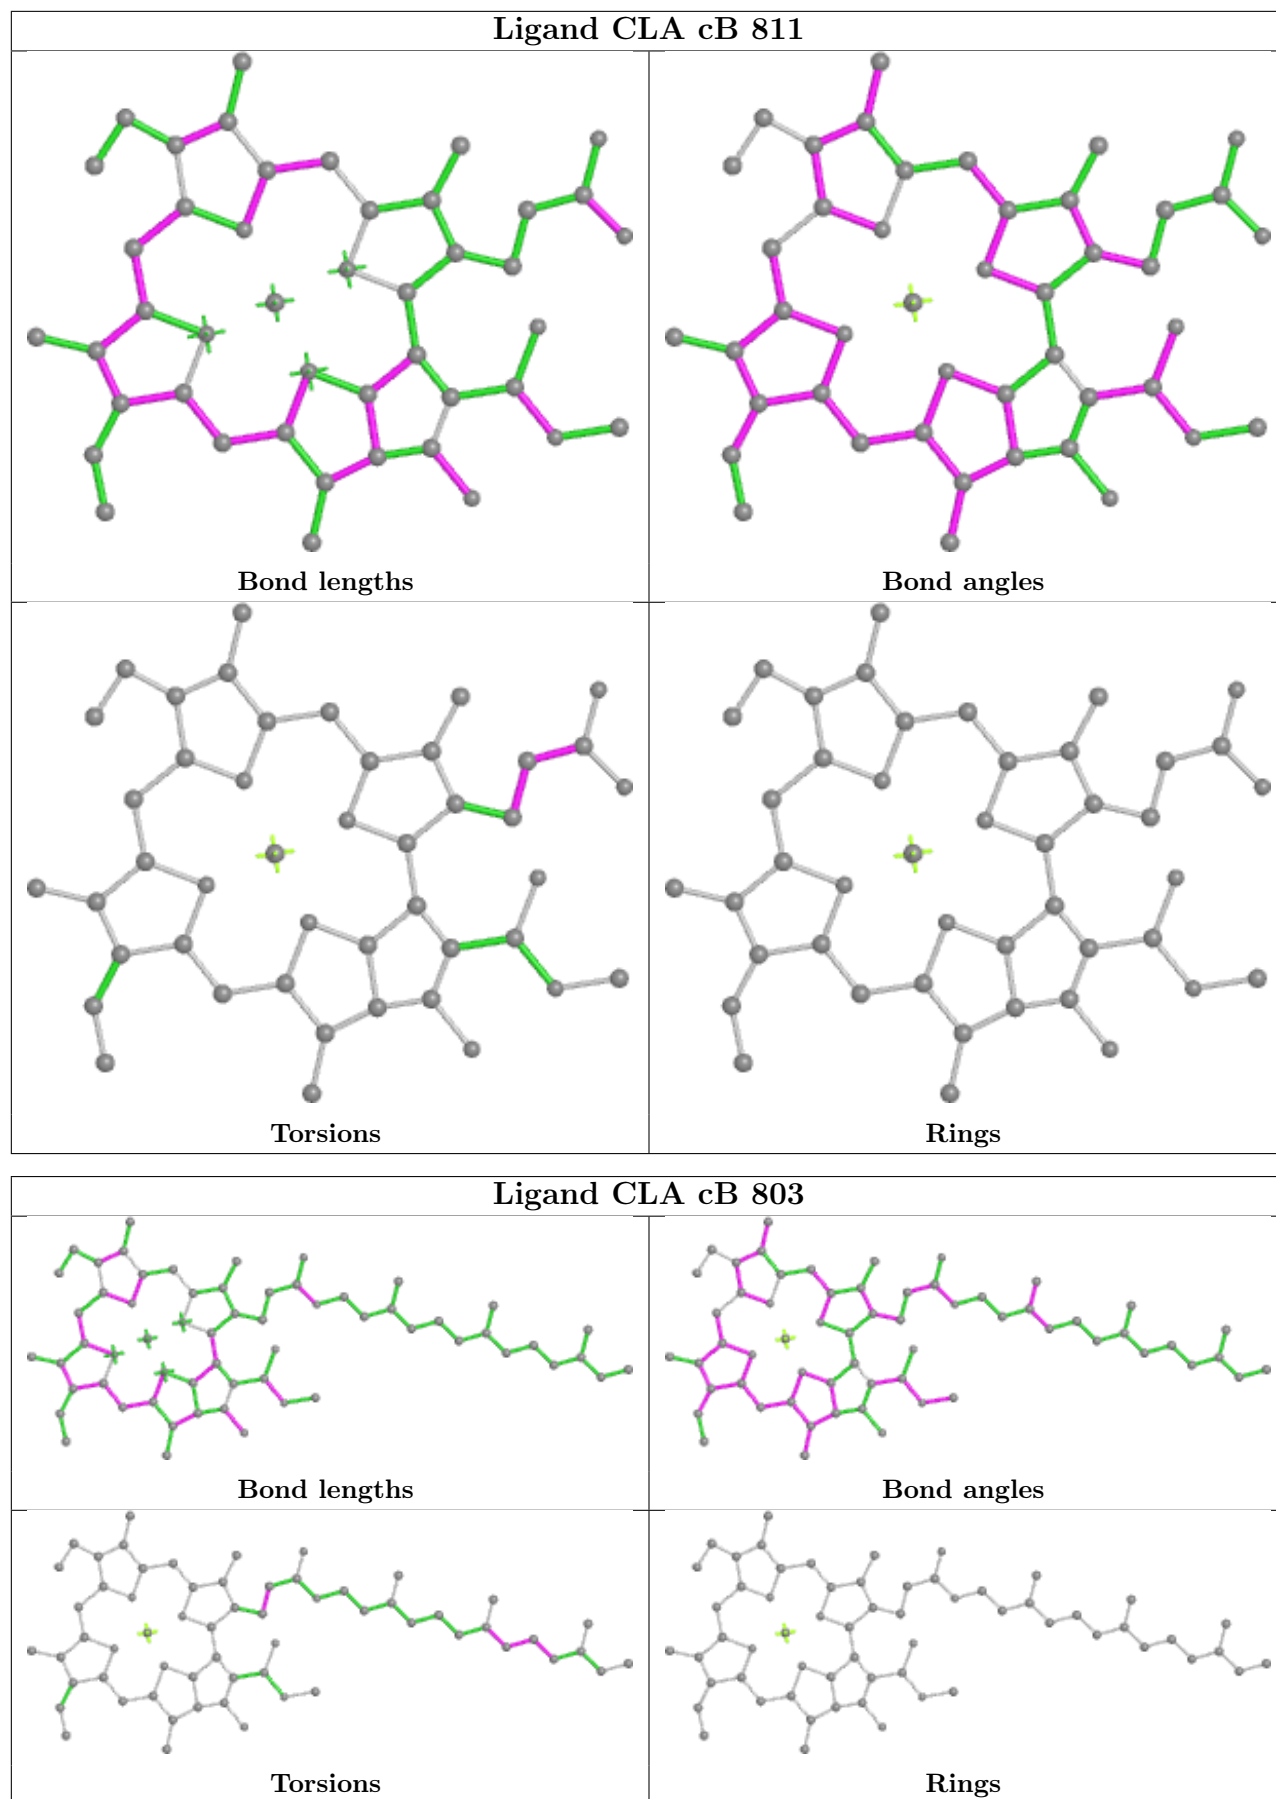 Ligand CLA cB 811
Bond lengths
Bond angles
Torsions
Rings
Ligand CLA cB 803
Bond lengths
Bond angles
Torsions
Rings